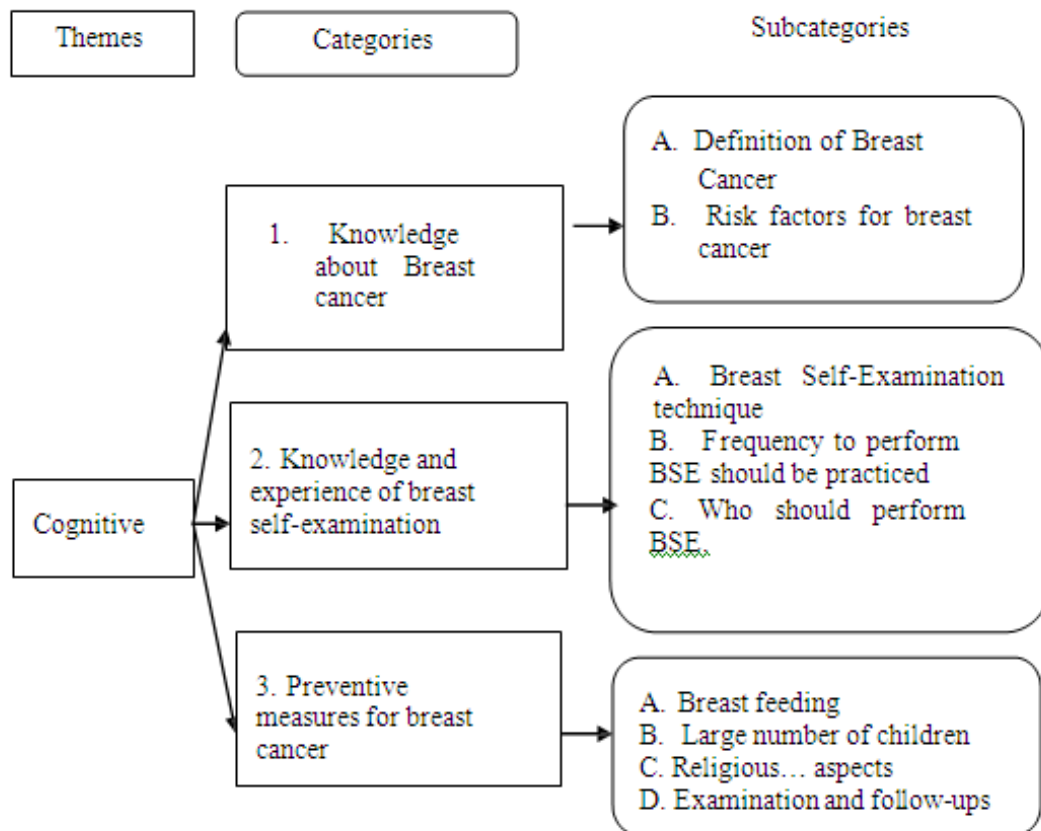 Themes
Categories
Subcategories
A. Definition of Breast
Cancer
B. Risk factors for breast
cancer
1. Knowledge
about Breast
cancer
A. Breast Self-Examination
technique
B. Frequency to perform
BSE should be practiced
C. Who should perform
BSE.
2. Knowledge and
experience of breast
self-examination
Cognitive
3. Preventive
measures for breast
cancer
A. Breast feeding
B. Large number of children
C. Religious… aspects
D. Examination and follow-ups